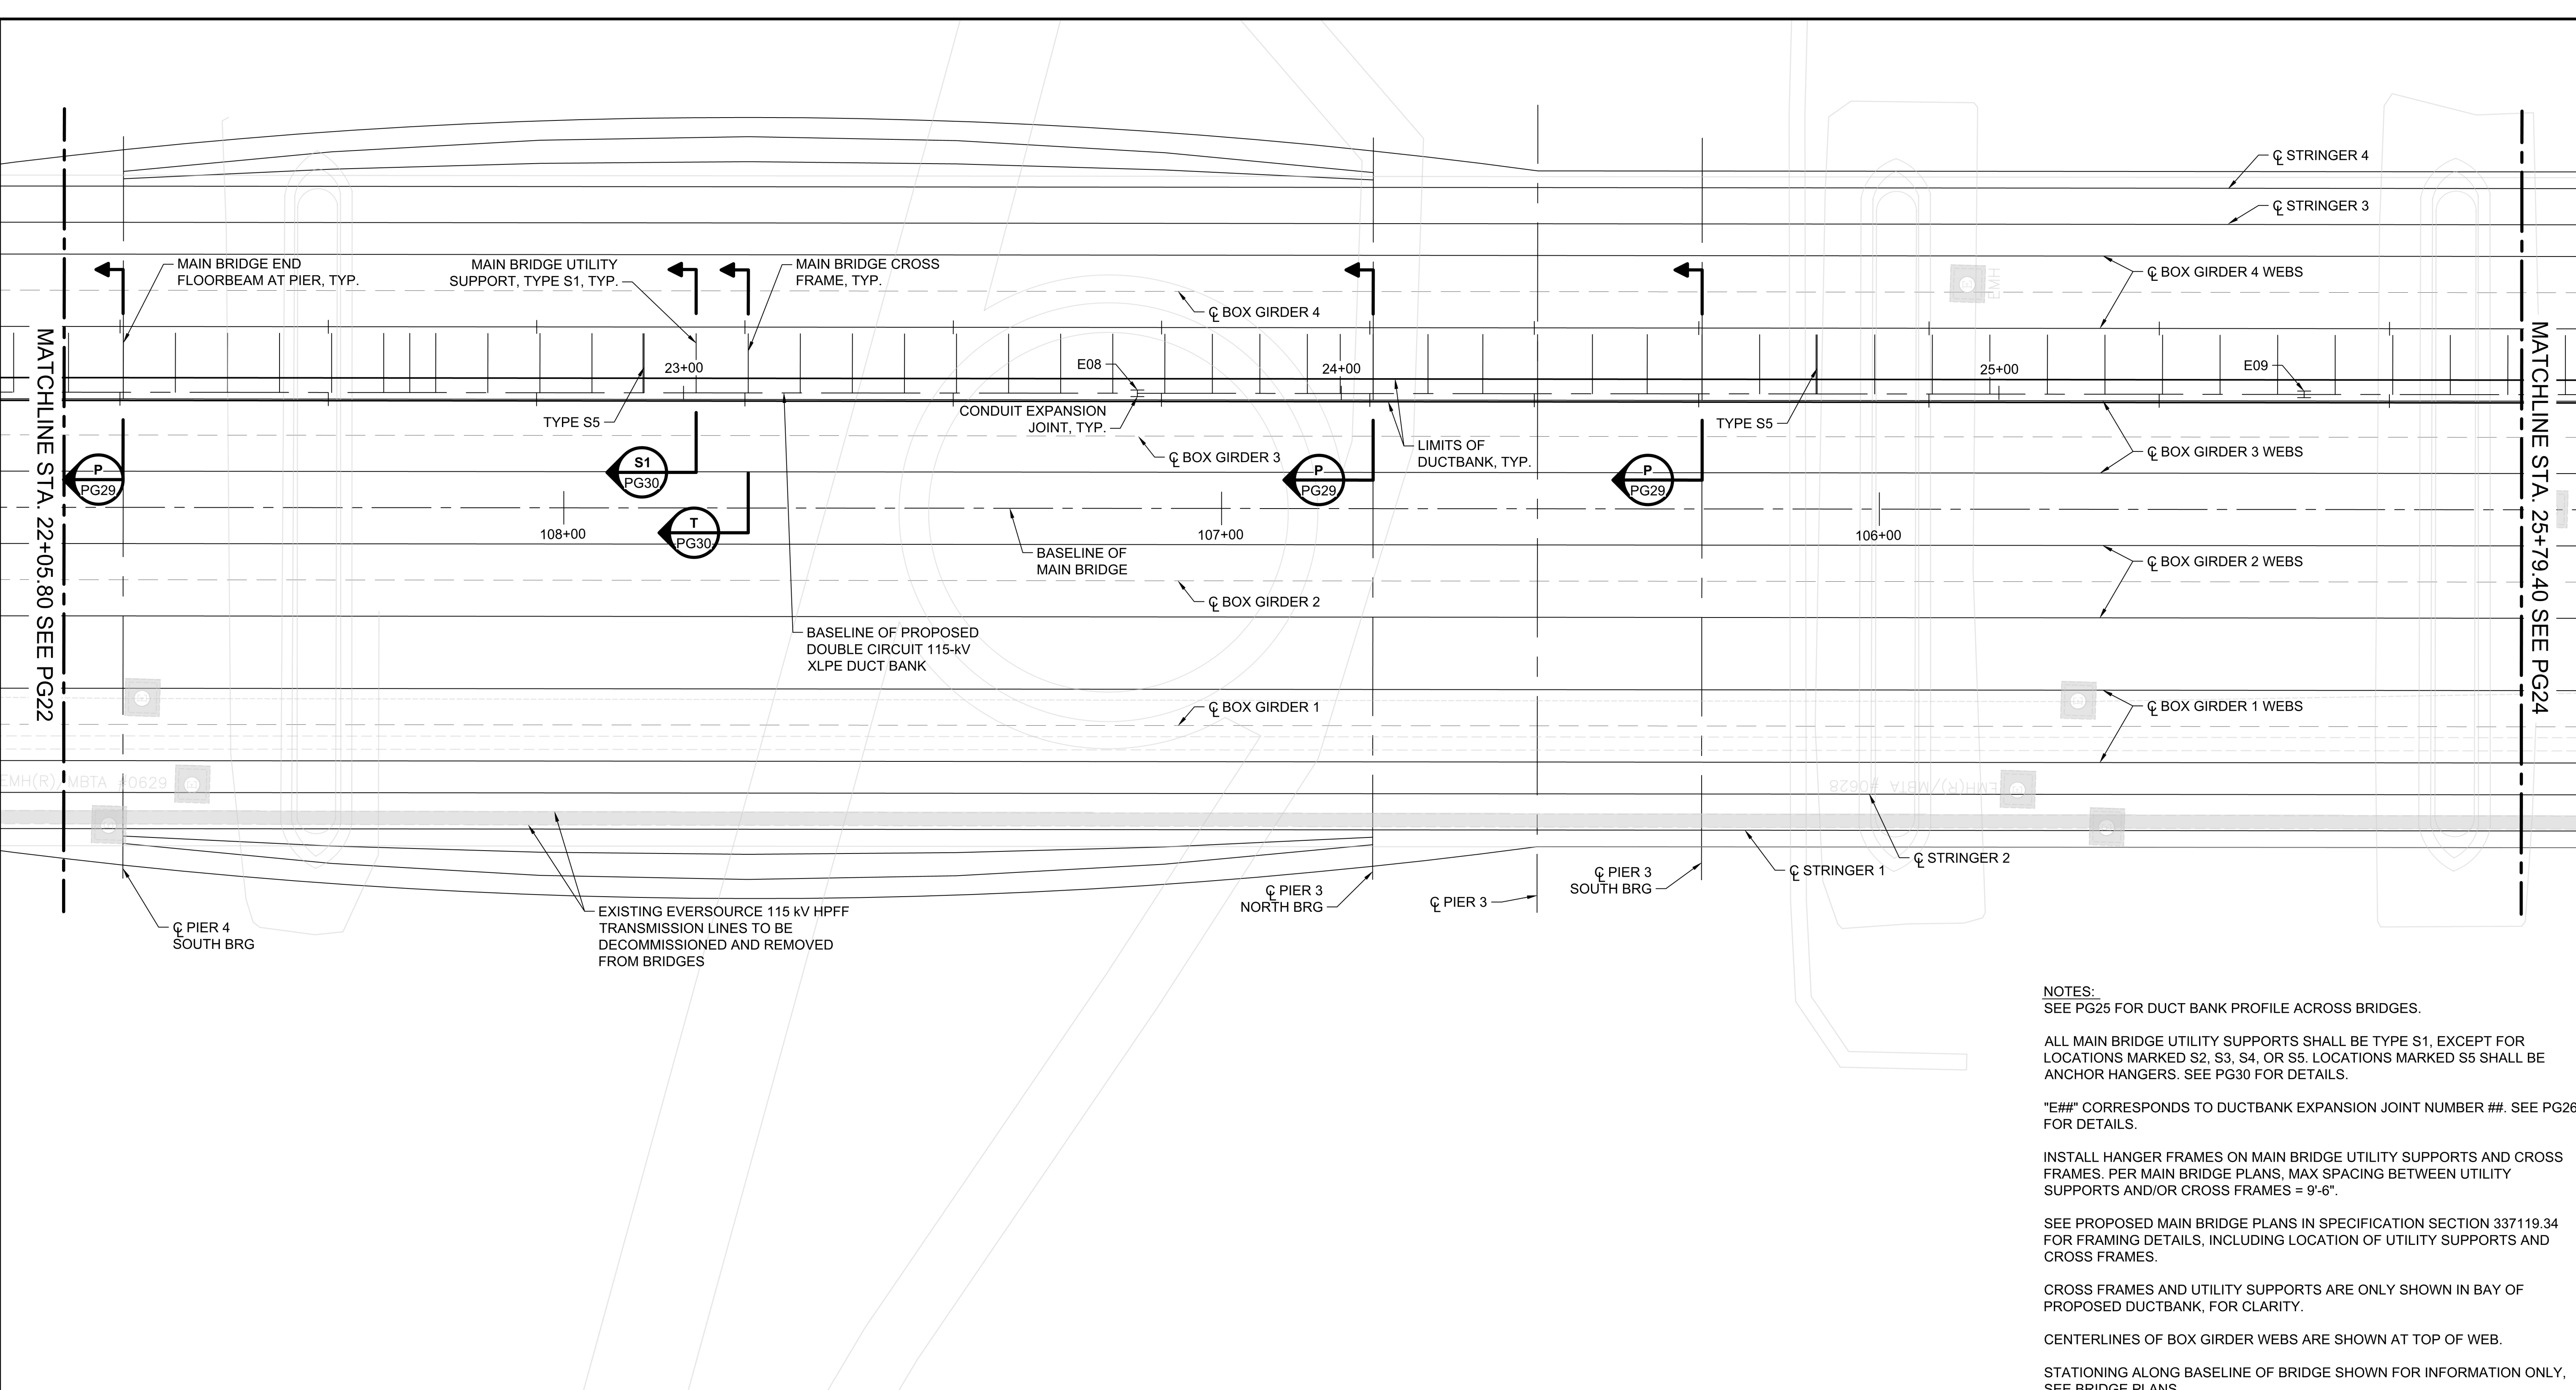 MATCHLINE STA. 22+05.80 SEE PG22
MAIN BRIDGE END
FLOORBEAM AT PIER, TYP.
MAIN BRIDGE UTILITY
SUPPORT, TYPE S1, TYP.
MAIN BRIDGE CROSS
FRAME, TYP.
℄ STRINGER 4
℄ STRINGER 3
℄ BOX GIRDER 4 WEBS
EMH
℄ BOX GIRDER 4
23+00
E08
24+00
25+00
E09
CONDUIT EXPANSION
JOINT, TYP.
TYPE S5
TYPE S5
LIMITS OF
DUCTBANK, TYP.
℄ BOX GIRDER 3
℄ BOX GIRDER 3 WEBS
P
PG29
S1
PG30
P
PG29
P
PG29
T
PG30
108+00
107+00
106+00
BASELINE OF
MAIN BRIDGE
℄ BOX GIRDER 2 WEBS
℄ BOX GIRDER 2
BASELINE OF PROPOSED
DOUBLE CIRCUIT 115-kV
XLPE DUCT BANK
℄ BOX GIRDER 1
℄ BOX GIRDER 1 WEBS
MATCHLINE STA. 25+79.40 SEE PG24
EMH(R)/MBTA #0629
EMH(R)/MBTA #0628
℄ STRINGER 2
℄ STRINGER 1
℄ PIER 3
SOUTH BRG
℄ PIER 3
NORTH BRG
℄ PIER 3
℄ PIER 4
SOUTH BRG
EXISTING EVERSOURCE 115 kV HPFF
TRANSMISSION LINES TO BE
DECOMMISSIONED AND REMOVED
FROM BRIDGES
NOTES:
SEE PG25 FOR DUCT BANK PROFILE ACROSS BRIDGES.
ALL MAIN BRIDGE UTILITY SUPPORTS SHALL BE TYPE S1, EXCEPT FOR
LOCATIONS MARKED S2, S3, S4, OR S5. LOCATIONS MARKED S5 SHALL BE
ANCHOR HANGERS. SEE PG30 FOR DETAILS.
"E##" CORRESPONDS TO DUCTBANK EXPANSION JOINT NUMBER ##. SEE PG26
FOR DETAILS.
INSTALL HANGER FRAMES ON MAIN BRIDGE UTILITY SUPPORTS AND CROSS
FRAMES. PER MAIN BRIDGE PLANS, MAX SPACING BETWEEN UTILITY
SUPPORTS AND/OR CROSS FRAMES = 9'-6".
SEE PROPOSED MAIN BRIDGE PLANS IN SPECIFICATION SECTION 337119.34
FOR FRAMING DETAILS, INCLUDING LOCATION OF UTILITY SUPPORTS AND
CROSS FRAMES.
CROSS FRAMES AND UTILITY SUPPORTS ARE ONLY SHOWN IN BAY OF
PROPOSED DUCTBANK, FOR CLARITY.
CENTERLINES OF BOX GIRDER WEBS ARE SHOWN AT TOP OF WEB.
STATIONING ALONG BASELINE OF BRIDGE SHOWN FOR INFORMATION ONLY,
SEE BRIDGE PLANS